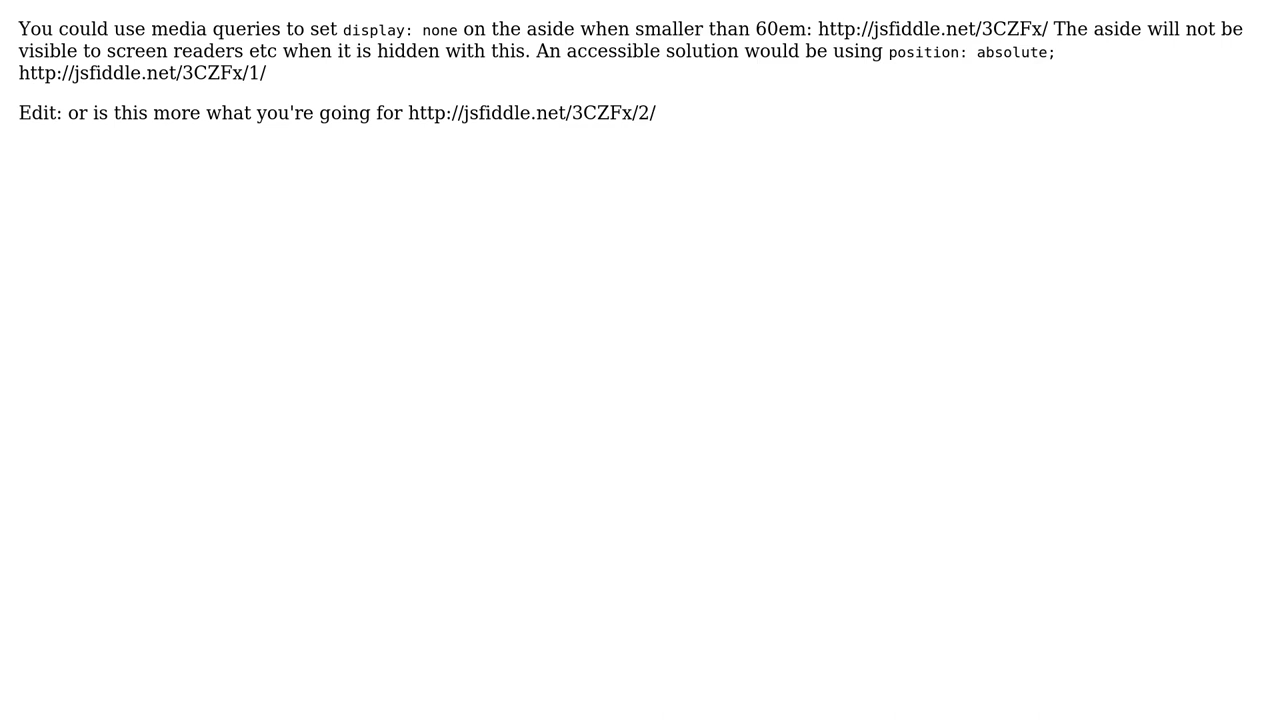 You could use media queries to set display: none on the aside when smaller than 60em: http://jsfiddle.net/3CZFx/ The aside will not be
visible to screen readers etc when it is hidden with this. An accessible solution would be using position: absolute;
http://jsfiddle.net/3CZFx/1/
Edit: or is this more what you're going for http://jsfiddle.net/3CZFx/2/